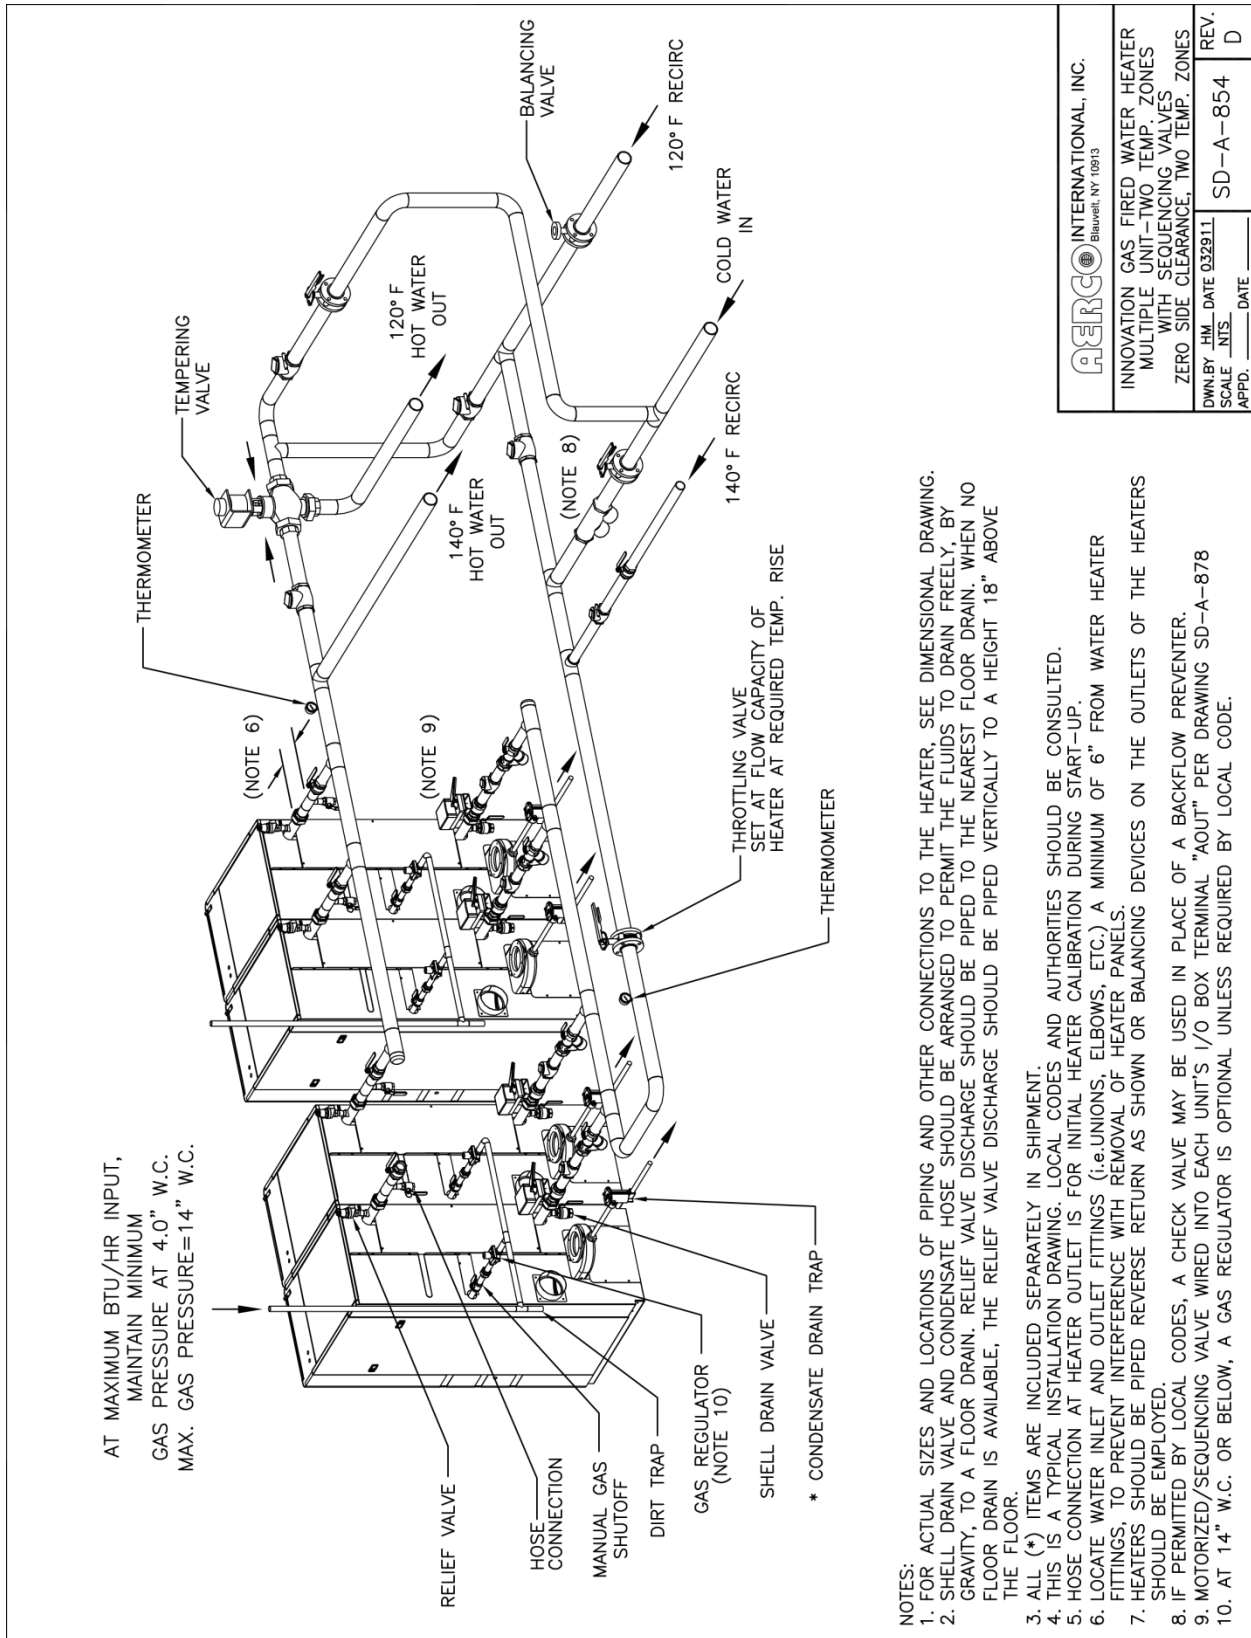 AT MAXIMUM BTU/HR INPUT,
MAINTAIN MINIMUM
GAS PRESSURE AT 4.0" W.C.
MAX. GAS PRESSURE=14" W.C.
RELIEF VALVE
HOSE
CONNECTION
MANUAL GAS
SHUTOFF
DIRT TRAP
GAS REGULATOR
(NOTE 10)
SHELL DRAIN VALVE
* CONDENSATE DRAIN TRAP
THERMOMETER
(NOTE 6)
(NOTE 9)
THROTTLING VALVE
SET AT FLOW CAPACITY OF
HEATER AT REQUIRED TEMP. RISE
THERMOMETER
TEMPERING
VALVE
120° F
HOT WATER
OUT
140° F
HOT WATER
OUT
(NOTE 8)
140° F RECIRC
COLD WATER
IN
BALANCING
VALVE
120° F RECIRC
NOTES:
1. FOR ACTUAL SIZES AND LOCATIONS OF PIPING AND OTHER CONNECTIONS TO THE HEATER, SEE DIMENSIONAL DRAWING.
2. SHELL DRAIN VALVE AND CONDENSATE HOSE SHOULD BE ARRANGED TO PERMIT THE FLUIDS TO DRAIN FREELY, BY
GRAVITY, TO A FLOOR DRAIN. RELIEF VALVE DISCHARGE SHOULD BE PIPED TO THE NEAREST FLOOR DRAIN. WHEN NO
FLOOR DRAIN IS AVAILABLE, THE RELIEF VALVE DISCHARGE SHOULD BE PIPED VERTICALLY TO A HEIGHT 18" ABOVE
THE FLOOR.
3. ALL (*) ITEMS ARE INCLUDED SEPARATELY IN SHIPMENT.
4. THIS IS A TYPICAL INSTALLATION DRAWING. LOCAL CODES AND AUTHORITIES SHOULD BE CONSULTED.
5. HOSE CONNECTION AT HEATER OUTLET IS FOR INITIAL HEATER CALIBRATION DURING START-UP.
6. LOCATE WATER INLET AND OUTLET FITTINGS (i.e.UNIONS, ELBOWS, ETC.) A MINIMUM OF 6" FROM WATER HEATER
FITTINGS, TO PREVENT INTERFERENCE WITH REMOVAL OF HEATER PANELS.
7. HEATERS SHOULD BE PIPED REVERSE RETURN AS SHOWN OR BALANCING DEVICES ON THE OUTLETS OF THE HEATERS
SHOULD BE EMPLOYED.
8. IF PERMITTED BY LOCAL CODES, A CHECK VALVE MAY BE USED IN PLACE OF A BACKFLOW PREVENTER.
9. MOTORIZED/SEQUENCING VALVE WIRED INTO EACH UNIT'S I/O BOX TERMINAL "AOUT" PER DRAWING SD-A-878
10. AT 14" W.C. OR BELOW, A GAS REGULATOR IS OPTIONAL UNLESS REQUIRED BY LOCAL CODE.
AERCO INTERNATIONAL, INC.
Blauvelt, NY 10913
INNOVATION GAS FIRED WATER HEATER
MULTIPLE UNIT-TWO TEMP. ZONES
WITH SEQUENCING VALVES
ZERO SIDE CLEARANCE, TWO TEMP. ZONES
DWN.BY HM DATE 032911
SCALE NTS
APPD. DATE
SD-A-854
REV.
D